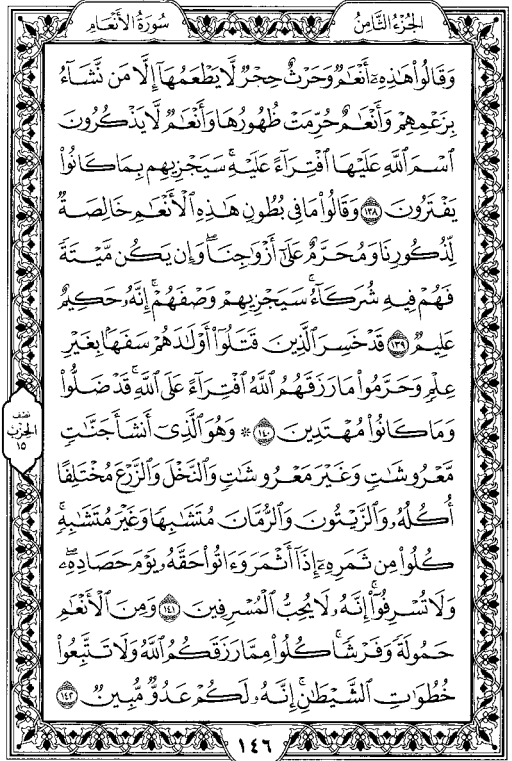 الجُزْءُ الثَّامِنُ
سُورَةُ الأَنْعَامِ
وَقَالُوا۟ هَٰذِهِۦٓ أَنْعَٰمٌ وَحَرْثٌ حِجْرٌ لَّا يَطْعَمُهَآ إِلَّا مَن نَّشَآءُ
بِزَعْمِهِمْ وَأَنْعَٰمٌ حُرِّمَتْ ظُهُورُهَا وَأَنْعَٰمٌ لَّا يَذْكُرُونَ
ٱسْمَ ٱللَّهِ عَلَيْهَا ٱفْتِرَآءً عَلَيْهِ ۚ سَيَجْزِيهِم بِمَا كَانُوا۟
يَفْتَرُونَ ١٣٨ وَقَالُوا۟ مَا فِى بُطُونِ هَٰذِهِ ٱلْأَنْعَٰمِ خَالِصَةٌ
لِّذُكُورِنَا وَمُحَرَّمٌ عَلَىٰٓ أَزْوَٰجِنَا ۖ وَإِن يَكُن مَّيْتَةً
فَهُمْ فِيهِ شُرَكَآءُ ۚ سَيَجْزِيهِمْ وَصْفَهُمْ ۚ إِنَّهُۥ حَكِيمٌ
عَلِيمٌ ١٣٩ قَدْ خَسِرَ ٱلَّذِينَ قَتَلُوٓا۟ أَوْلَٰدَهُمْ سَفَهًۢا بِغَيْرِ
عِلْمٍ وَحَرَّمُوا۟ مَا رَزَقَهُمُ ٱللَّهُ ٱفْتِرَآءً عَلَى ٱللَّهِ ۚ قَدْ ضَلُّوا۟
وَمَا كَانُوا۟ مُهْتَدِينَ ١٤٠ ۞ وَهُوَ ٱلَّذِىٓ أَنشَأَ جَنَّٰتٍ
مَّعْرُوشَٰتٍ وَغَيْرَ مَعْرُوشَٰتٍ وَٱلنَّخْلَ وَٱلزَّرْعَ مُخْتَلِفًا
أُكُلُهُۥ وَٱلزَّيْتُونَ وَٱلرُّمَّانَ مُتَشَٰبِهًا وَغَيْرَ مُتَشَٰبِهٍ ۚ
كُلُوا۟ مِن ثَمَرِهِۦٓ إِذَآ أَثْمَرَ وَءَاتُوا۟ حَقَّهُۥ يَوْمَ حَصَادِهِۦ ۖ
وَلَا تُسْرِفُوٓا۟ ۚ إِنَّهُۥ لَا يُحِبُّ ٱلْمُسْرِفِينَ ١٤١ وَمِنَ ٱلْأَنْعَٰمِ
حَمُولَةً وَفَرْشًا ۚ كُلُوا۟ مِمَّا رَزَقَكُمُ ٱللَّهُ وَلَا تَتَّبِعُوا۟
خُطُوَٰتِ ٱلشَّيْطَٰنِ ۚ إِنَّهُۥ لَكُمْ عَدُوٌّ مُّبِينٌ ١٤٢
نصف
الحزب
١٥
١٤٦